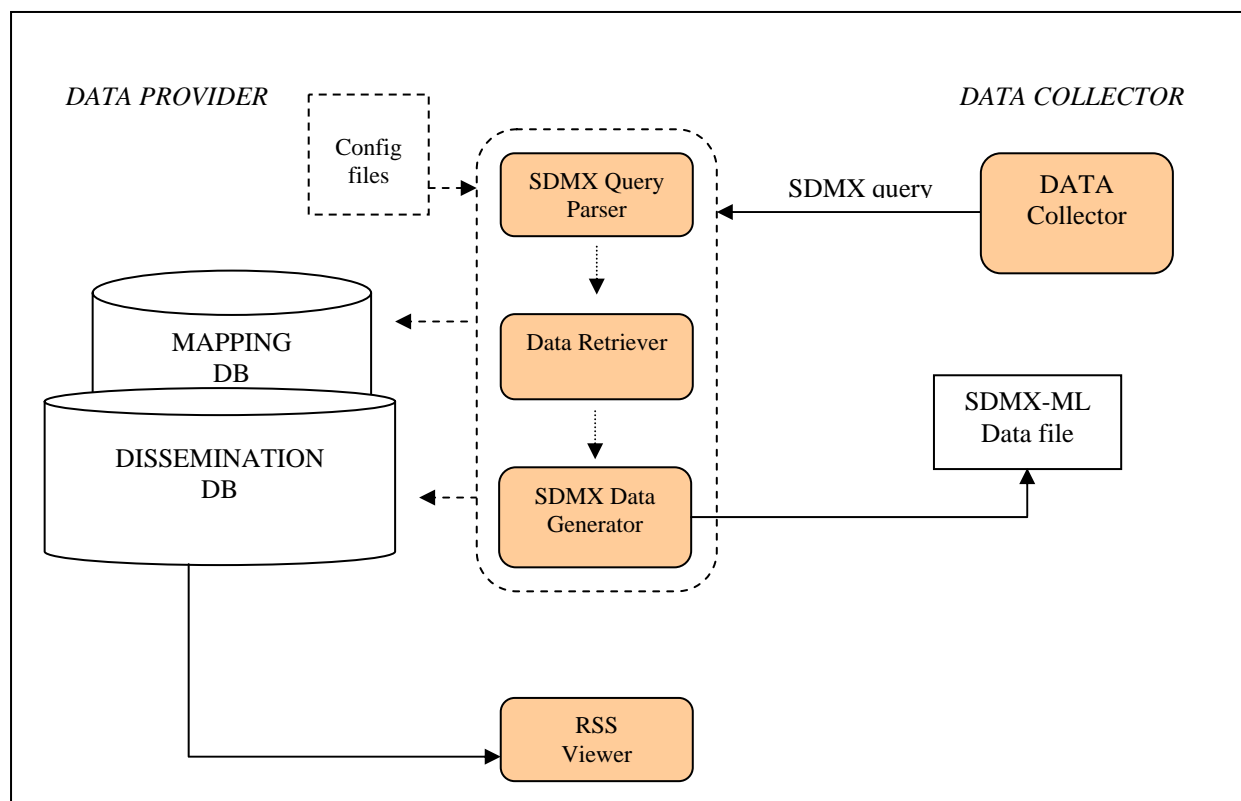 DATA PROVIDER
DATA COLLECTOR
Config
files
SDMX Query
Parser
SDMX query
DATA
Collector
MAPPING
DB
Data Retriever
SDMX-ML
Data file
DISSEMINATION
DB
SDMX Data
Generator
RSS
Viewer